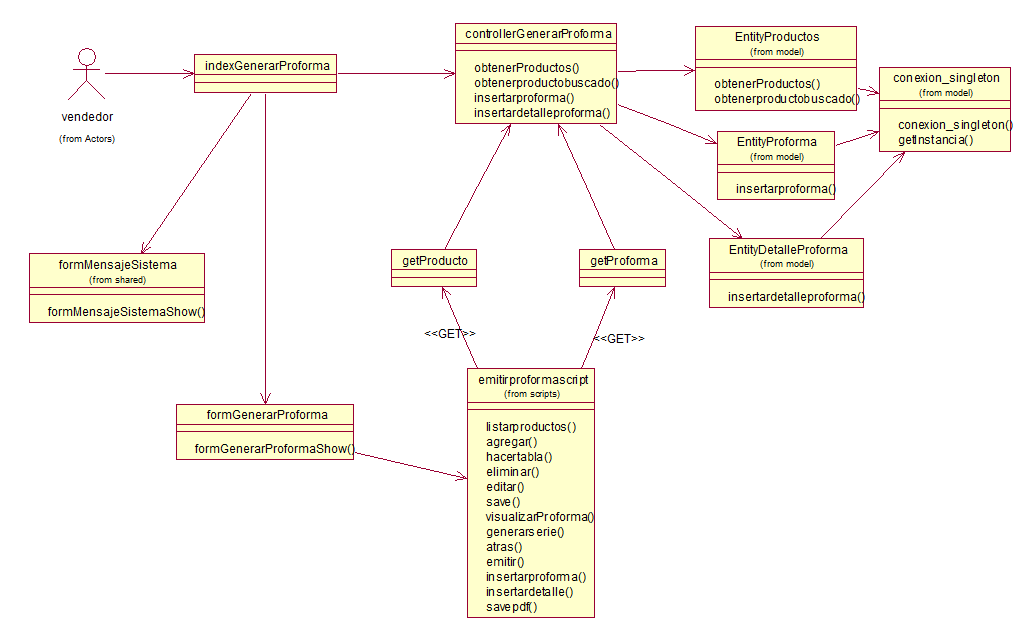 vendedor
(from Actors)
indexGenerarProforma
controllerGenerarProforma
obtenerProductos()
obtenerproductobuscado()
insertarproforma()
insertardetalleproforma()
EntityProductos
(from model)
obtenerProductos()
obtenerproductobuscado()
conexion_singleton
(from model)
conexion_singleton()
getInstancia()
EntityProforma
(from model)
insertarproforma()
EntityDetalleProforma
(from model)
insertardetalleproforma()
formMensajeSistema
(from shared)
formMensajeSistemaShow()
getProducto
getProforma
<<GET>>
<<GET>>
formGenerarProforma
formGenerarProformaShow()
emitirproformascript
(from scripts)
listarproductos()
agregar()
hacertabla()
eliminar()
editar()
save()
visualizarProforma()
generarserie()
atras()
emitir()
insertarproforma()
insertardetalle()
savepdf()